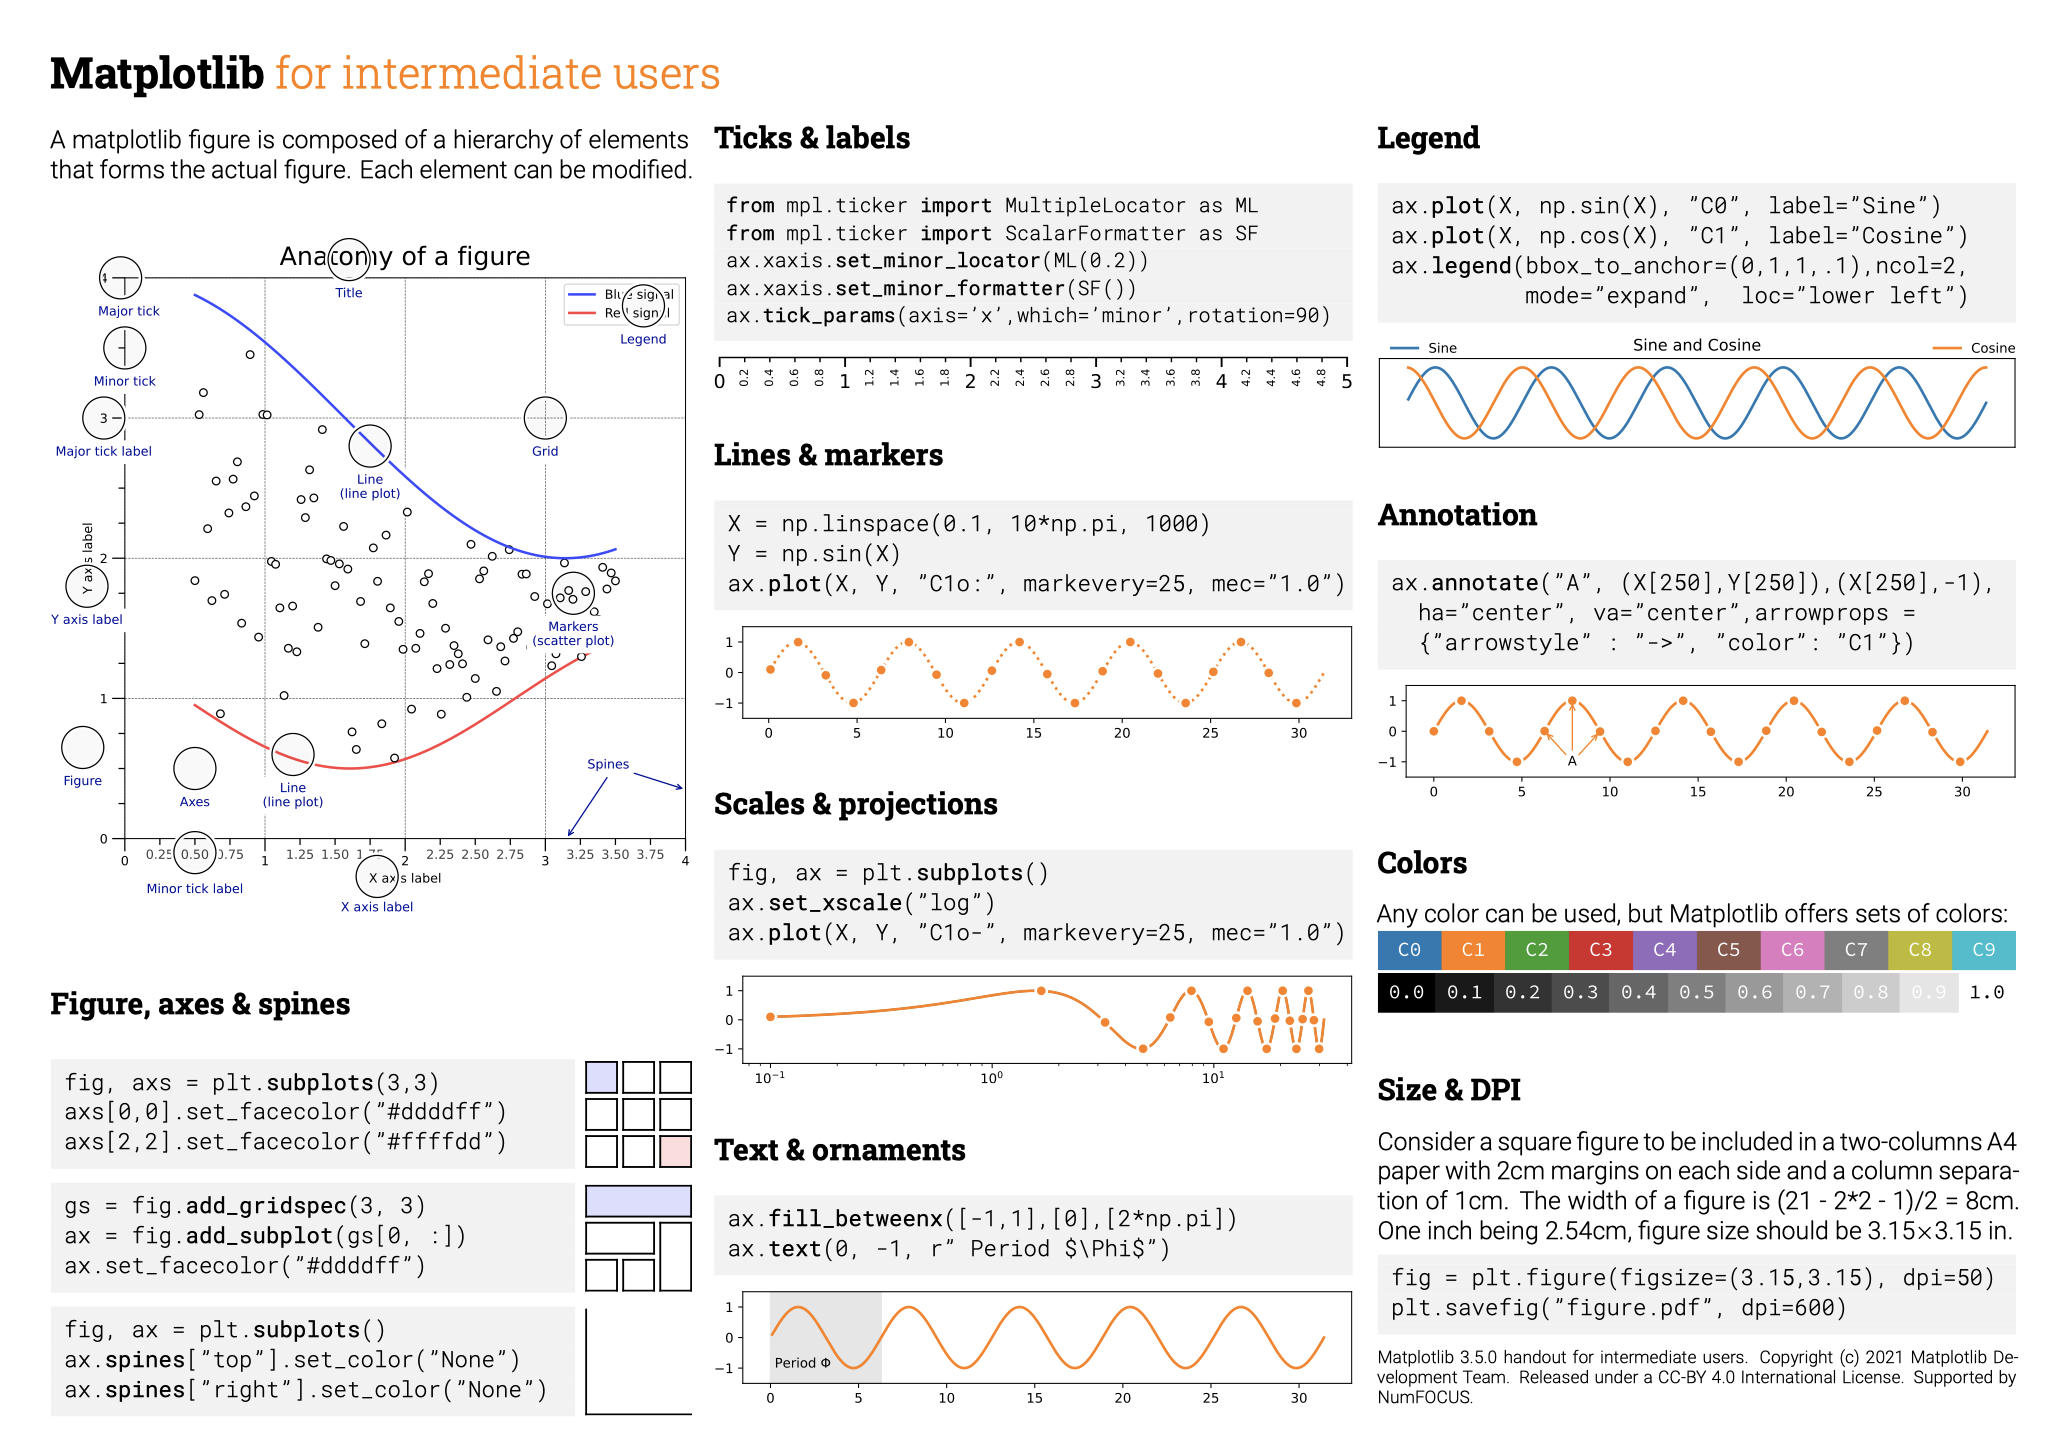 Matplotlib for intermediate users
A matplotlib figure is composed of a hierarchy of elements
that forms the actual figure. Each element can be modified.
Anatomy of a figure
Title
Blue signal
Red signal
Legend
4
Major tick
Minor tick
3
Major tick label
Line
(line plot)
Grid
2
Y axis label
Y axis label
Markers
(scatter plot)
1
Figure
Axes
Line
(line plot)
Spines
0
0 0.25 0.50 0.75 1 1.25 1.50 1.75 2 2.25 2.50 2.75 3 3.25 3.50 3.75 4
Minor tick label
X axis label
X axis label
Figure, axes & spines
fig, axs = plt.subplots(3,3)
axs[0,0].set_facecolor("#ddddff")
axs[2,2].set_facecolor("#ffffdd")
gs = fig.add_gridspec(3, 3)
ax = fig.add_subplot(gs[0, :])
ax.set_facecolor("#ddddff")
fig, ax = plt.subplots()
ax.spines["top"].set_color("None")
ax.spines["right"].set_color("None")
Ticks & labels
from mpl.ticker import MultipleLocator as ML
from mpl.ticker import ScalarFormatter as SF
ax.xaxis.set_minor_locator(ML(0.2))
ax.xaxis.set_minor_formatter(SF())
ax.tick_params(axis='x',which='minor',rotation=90)
0 0.2 0.4 0.6 0.8 1 1.2 1.4 1.6 1.8 2 2.2 2.4 2.6 2.8 3 3.2 3.4 3.6 3.8 4 4.2 4.4 4.6 4.8 5
Lines & markers
X = np.linspace(0.1, 10*np.pi, 1000)
Y = np.sin(X)
ax.plot(X, Y, "C1o:", markevery=25, mec="1.0")
1
0
−1
0 5 10 15 20 25 30
Scales & projections
fig, ax = plt.subplots()
ax.set_xscale("log")
ax.plot(X, Y, "C1o-", markevery=25, mec="1.0")
1
0
−1
10⁻¹ 10⁰ 10¹
Text & ornaments
ax.fill_betweenx([-1,1],[0],[2*np.pi])
ax.text(0, -1, r" Period $\Phi$")
1
0
−1
Period Φ
0 5 10 15 20 25 30
Legend
ax.plot(X, np.sin(X), "C0", label="Sine")
ax.plot(X, np.cos(X), "C1", label="Cosine")
ax.legend(bbox_to_anchor=(0,1,1,.1),ncol=2,
mode="expand", loc="lower left")
Sine Sine and Cosine Cosine
Annotation
ax.annotate("A", (X[250],Y[250]),(X[250],-1),
ha="center", va="center",arrowprops =
{"arrowstyle" : "->", "color": "C1"})
1
0
−1
A
0 5 10 15 20 25 30
Colors
Any color can be used, but Matplotlib offers sets of colors:
C0 C1 C2 C3 C4 C5 C6 C7 C8 C9
0.0 0.1 0.2 0.3 0.4 0.5 0.6 0.7 0.8 0.9 1.0
Size & DPI
Consider a square figure to be included in a two-columns A4
paper with 2cm margins on each side and a column separa-
tion of 1cm. The width of a figure is (21 - 2*2 - 1)/2 = 8cm.
One inch being 2.54cm, figure size should be 3.15×3.15 in.
fig = plt.figure(figsize=(3.15,3.15), dpi=50)
plt.savefig("figure.pdf", dpi=600)
Matplotlib 3.5.0 handout for intermediate users. Copyright (c) 2021 Matplotlib De-
velopment Team. Released under a CC-BY 4.0 International License. Supported by
NumFOCUS.